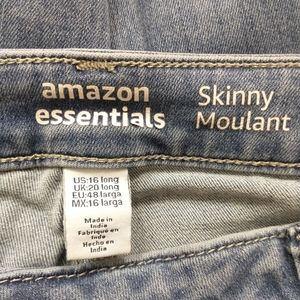 amazon
essentials
Skinny
Moulant
US:16 long
UK:20 long
EU:48 larga
MX:16 larga
Made in
India
Fabriqué en
Inde
Hecho en
India